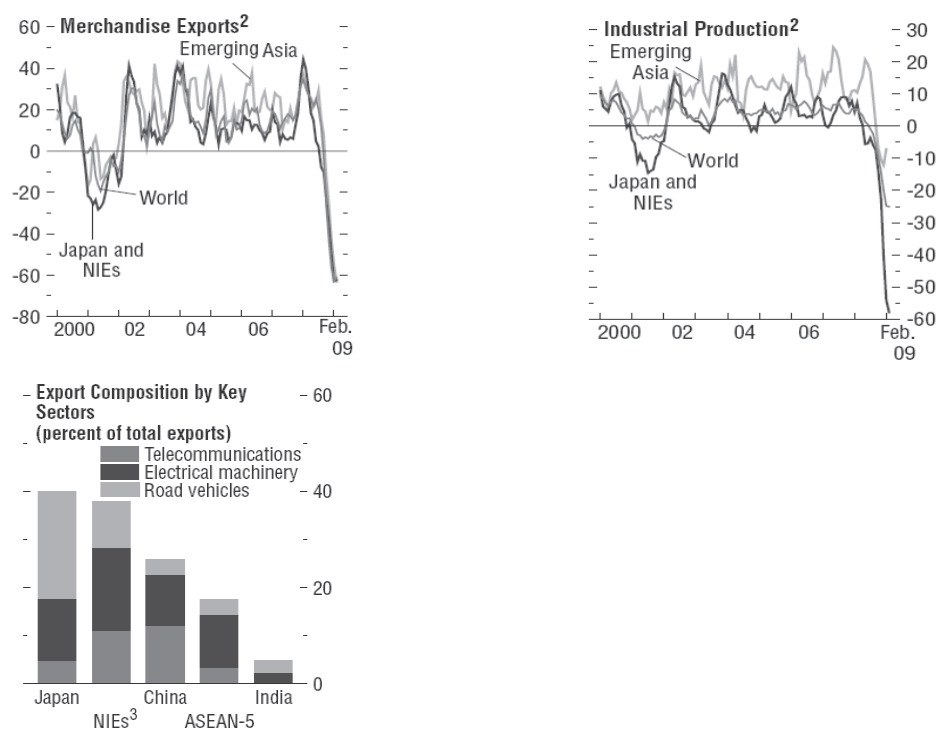 Merchandise Exports²
Emerging Asia
World
Japan and
NIEs
60
40
20
0
-20
-40
-60
-80
2000 02 04 06 Feb.
09
Industrial Production²
Emerging
Asia
World
Japan and
NIEs
30
20
10
0
-10
-20
-30
-40
-50
-60
2000 02 04 06 Feb.
09
Export Composition by Key
Sectors
(percent of total exports)
Telecommunications
Electrical machinery
Road vehicles
60
40
20
0
Japan China India
NIEs³ ASEAN-5